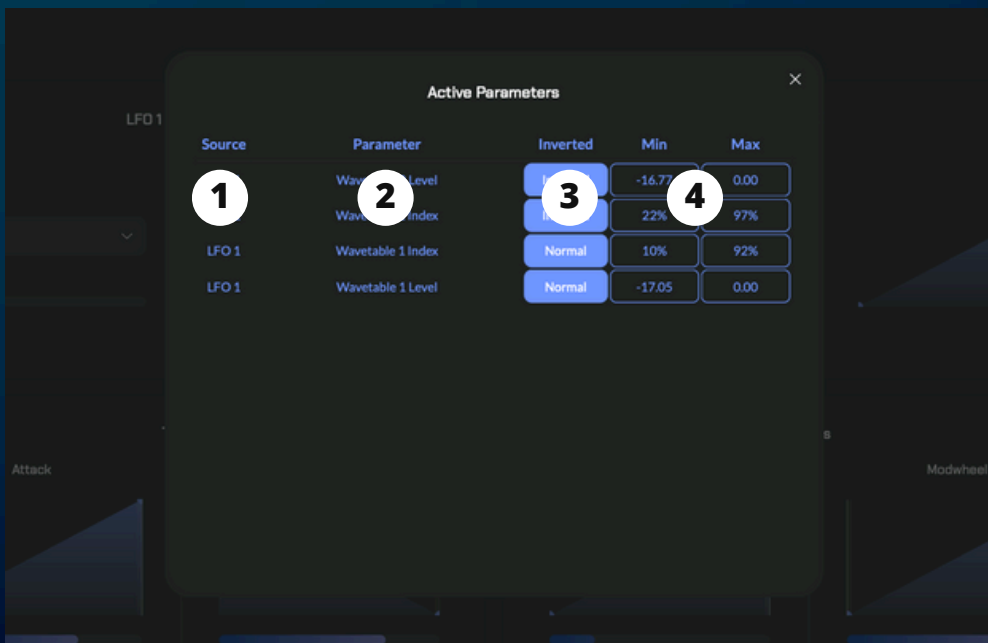 Active Parameters
LFO 1
Source Parameter Inverted Min Max
Level -16.77 0.00
1 2 3 4
Index 22% 97%
LFO 1 Wavetable 1 Index Normal 10% 92%
LFO 1 Wavetable 1 Level Normal -17.05 0.00
Attack
Modwheel